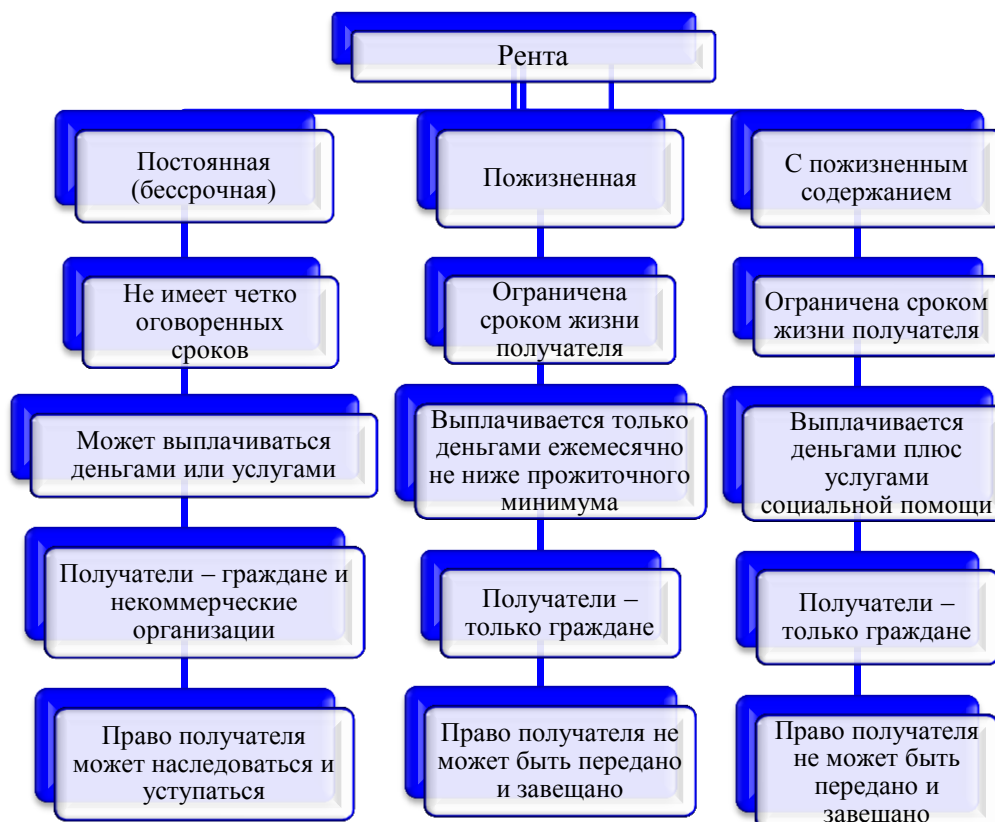 Рента
Постоянная
(бессрочная)
Не имеет четко
оговоренных
сроков
Может выплачиваться
деньгами или услугами
Получатели – граждане и
некоммерческие
организации
Право получателя
может наследоваться и
уступаться
Пожизненная
Ограничена
сроком жизни
получателя
Выплачивается только
деньгами ежемесячно
не ниже прожиточного
минимума
Получатели –
только граждане
Право получателя не
может быть передано
и завещано
С пожизненным
содержанием
Ограничена сроком
жизни получателя
Выплачивается
деньгами плюс
услугами
социальной помощи
Получатели –
только граждане
Право получателя
не может быть
передано и
завещано